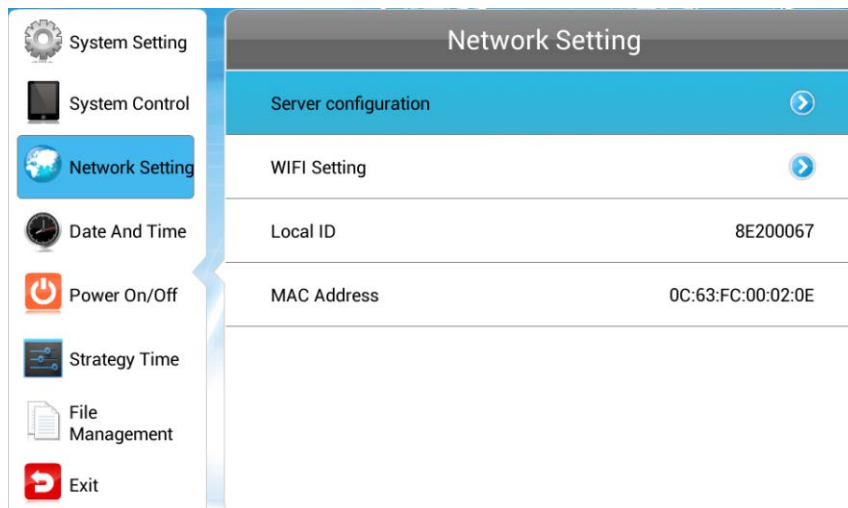 System Setting
System Control
Network Setting
Date And Time
Power On/Off
Strategy Time
File
Management
Exit
Network Setting
Server configuration
WIFI Setting
Local ID 8E200067
MAC Address 0C:63:FC:00:02:0E